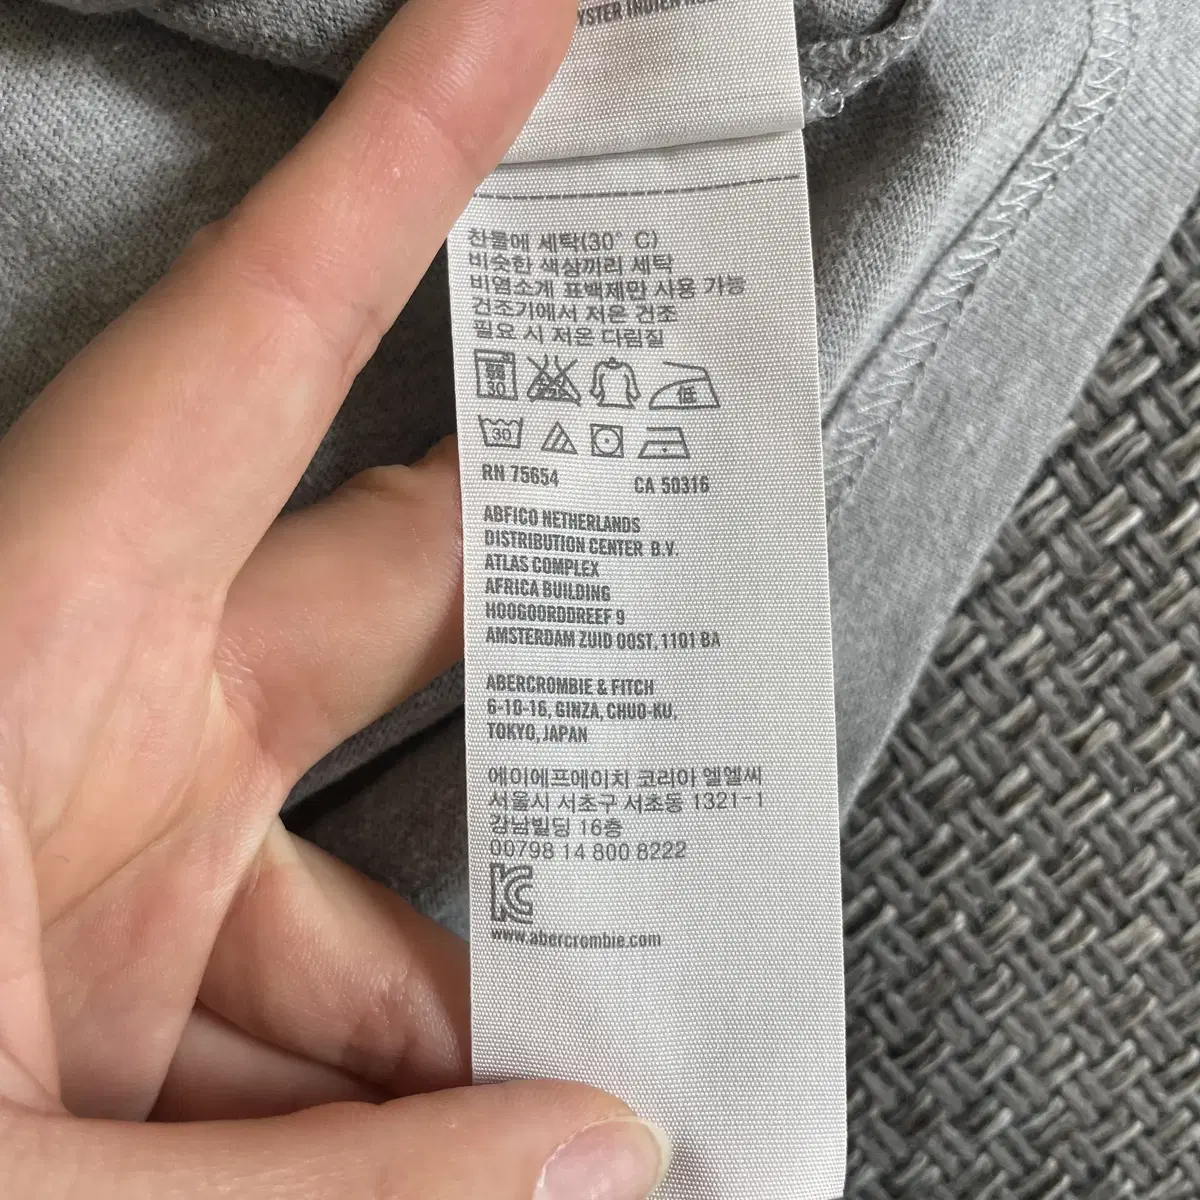 찬물에 세탁(30° C)
비슷한 색상끼리 세탁
비염소계 표백제만 사용 가능
건조기에서 저온 건조
필요 시 저온 다림질
30 低
30
RN 75654 CA 50316
ABFICO NETHERLANDS
DISTRIBUTION CENTER B.V.
ATLAS COMPLEX
AFRICA BUILDING
HOOGOORDDREEF 9
AMSTERDAM ZUID OOST, 1101 BA
ABERCROMBIE & FITCH
6-10-16, GINZA, CHUO-KU,
TOKYO, JAPAN
에이에프에이치 코리아 엘엘씨
서울시 서초구 서초동 1321-1
강남빌딩 16층
00798 14 800 8222
KC
www.abercrombie.com